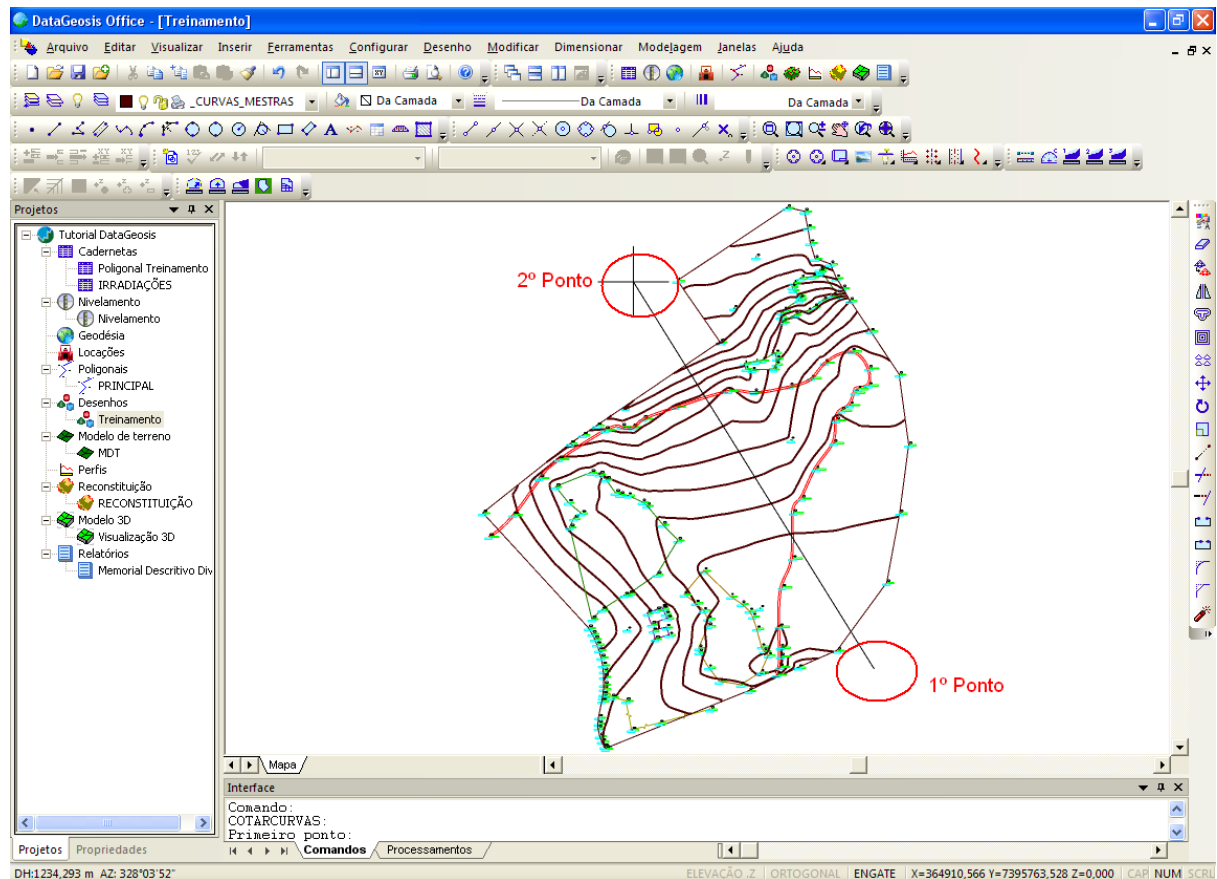 DataGeosis Office - [Treinamento]
Arquivo Editar Visualizar Inserir Ferramentas Configurar Desenho Modificar Dimensionar Modelagem Janelas Ajuda
_CURVAS_MESTRAS Da Camada Da Camada Da Camada
Projetos
Tutorial DataGeosis
Cadernetas
Poligonal Treinamento
IRRADIAÇÕES
Nivelamento
Nivelamento
Geodésia
Locações
Poligonais
PRINCIPAL
Desenhos
Treinamento
Modelo de terreno
MDT
Perfis
Reconstituição
RECONSTITUIÇÃO
Modelo 3D
Visualização 3D
Relatórios
Memorial Descritivo Div
2º Ponto
1º Ponto
Mapa
Interface
Comando:
COTARCURVAS:
Primeiro ponto:
Projetos Propriedades
Comandos Processamentos
DH:1234,293 m AZ: 328°03'52" ELEVAÇÃO .Z ORTOGONAL ENGATE X=364910,566 Y=7395763,528 Z=0,000 CAP NUM SCRL